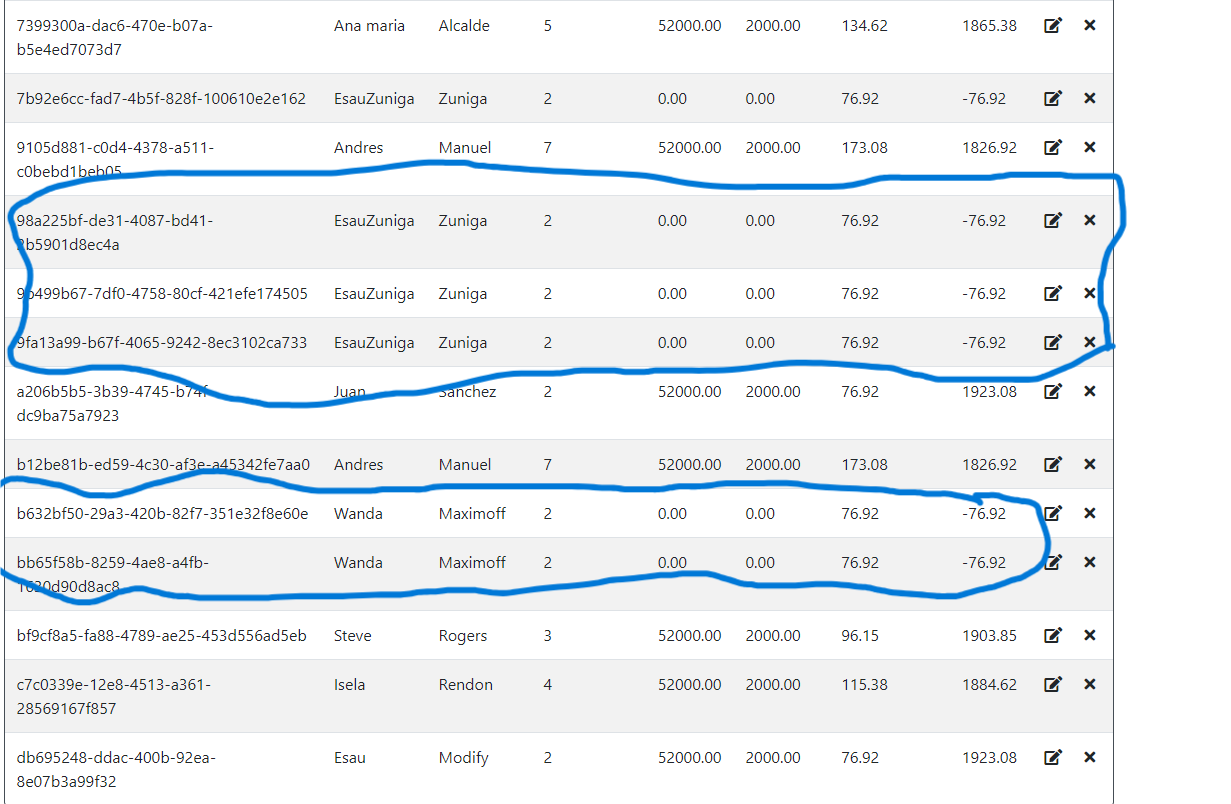 7399300a-dac6-470e-b07a- Ana maria Alcalde 5 52000.00 2000.00 134.62 1865.38
b5e4ed7073d7
7b92e6cc-fad7-4b5f-828f-100610e2e162 EsauZuniga Zuniga 2 0.00 0.00 76.92 -76.92
9105d881-c0d4-4378-a511- Andres Manuel 7 52000.00 2000.00 173.08 1826.92
c0bebd1beb05
98a225bf-de31-4087-bd41- EsauZuniga Zuniga 2 0.00 0.00 76.92 -76.92
2b5901d8ec4a
9b499b67-7df0-4758-80cf-421efe174505 EsauZuniga Zuniga 2 0.00 0.00 76.92 -76.92
9fa13a99-b67f-4065-9242-8ec3102ca733 EsauZuniga Zuniga 2 0.00 0.00 76.92 -76.92
a206b5b5-3b39-4745-b74f- Juan Sanchez 2 52000.00 2000.00 76.92 1923.08
dc9ba75a7923
b12be81b-ed59-4c30-af3e-a45342fe7aa0 Andres Manuel 7 52000.00 2000.00 173.08 1826.92
b632bf50-29a3-420b-82f7-351e32f8e60e Wanda Maximoff 2 0.00 0.00 76.92 -76.92
bb65f58b-8259-4ae8-a4fb- Wanda Maximoff 2 0.00 0.00 76.92 -76.92
1620d90d8ac8
bf9cf8a5-fa88-4789-ae25-453d556ad5eb Steve Rogers 3 52000.00 2000.00 96.15 1903.85
c7c0339e-12e8-4513-a361- Isela Rendon 4 52000.00 2000.00 115.38 1884.62
28569167f857
db695248-ddac-400b-92ea- Esau Modify 2 52000.00 2000.00 76.92 1923.08
8e07b3a99f32